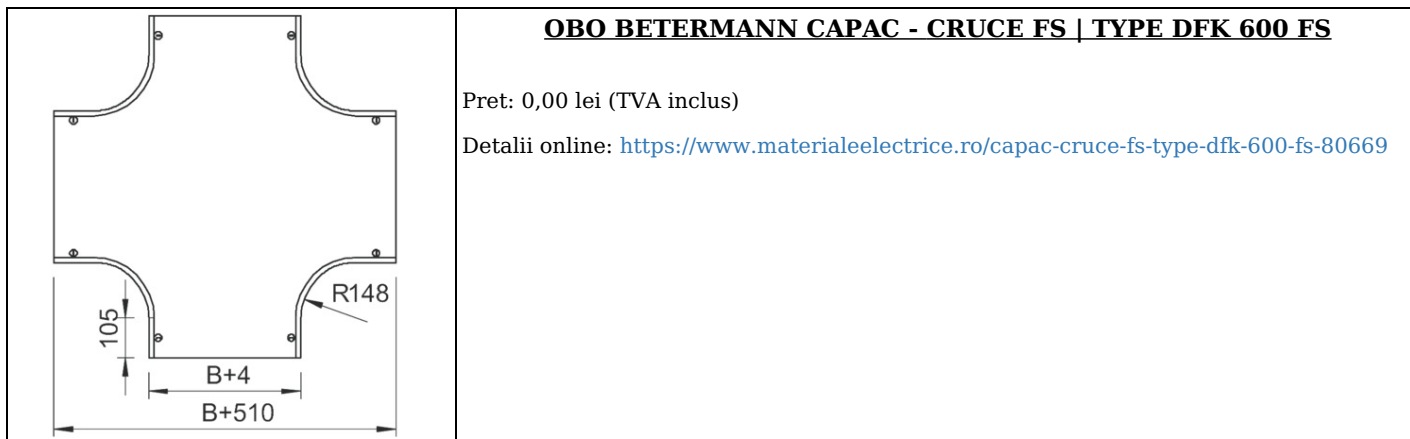 R148
105
B+4
B+510
OBO BETERMANN CAPAC - CRUCE FS | TYPE DFK 600 FS
Pret: 0,00 lei (TVA inclus)
Detalii online: https://www.materialeelectrice.ro/capac-cruce-fs-type-dfk-600-fs-80669